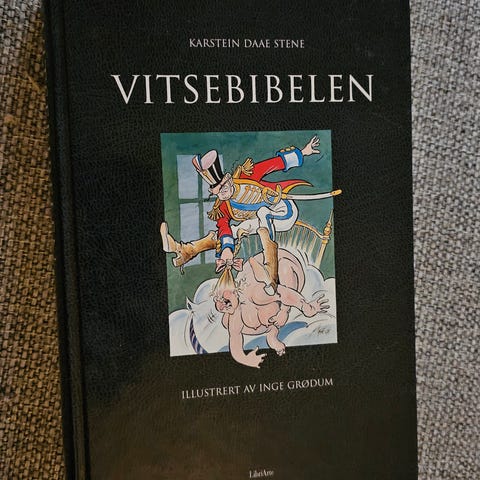 KARSTEIN DAAE STENE
VITSEBIBELEN
ILLUSTRERT AV INGE GRØDUM
LibriArte